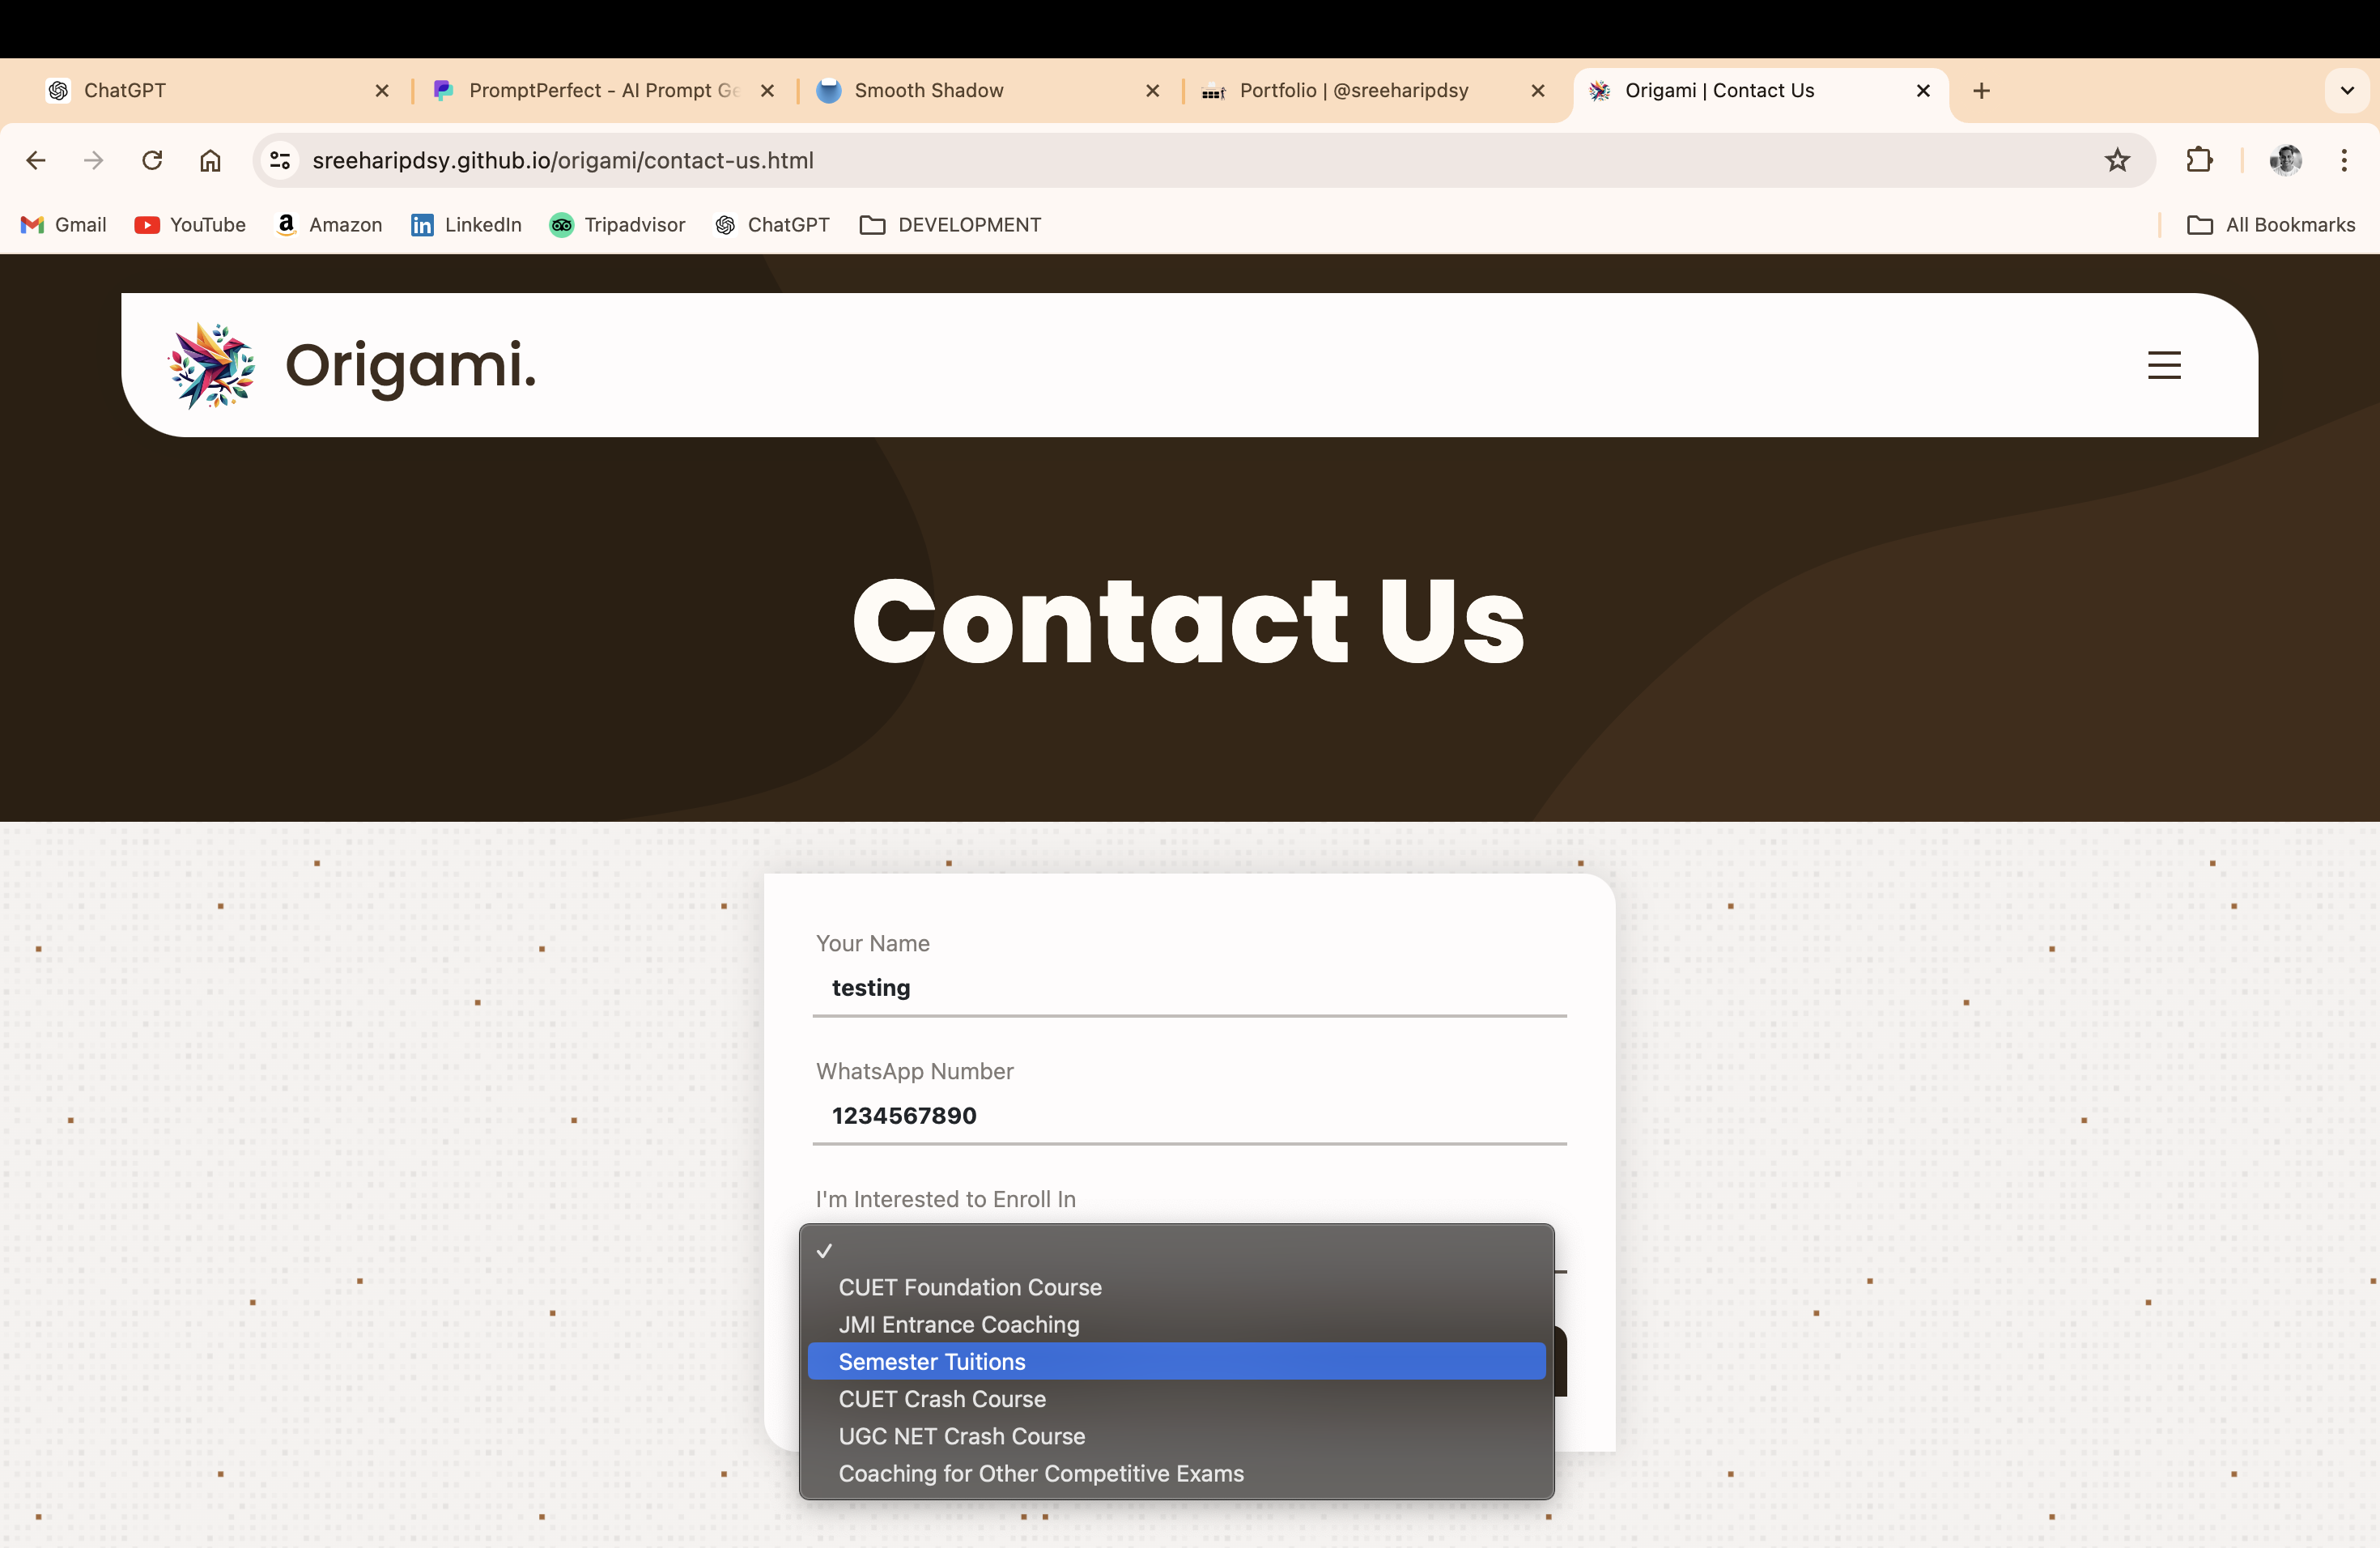 ChatGPT
PromptPerfect - AI Prompt Ge
Smooth Shadow
Portfolio | @sreeharipdsy
Origami | Contact Us
sreeharipdsy.github.io/origami/contact-us.html
Gmail
YouTube
Amazon
LinkedIn
Tripadvisor
ChatGPT
DEVELOPMENT
All Bookmarks
Origami.
Contact Us
Your Name
testing
WhatsApp Number
1234567890
I'm Interested to Enroll In
CUET Foundation Course
JMI Entrance Coaching
Semester Tuitions
CUET Crash Course
UGC NET Crash Course
Coaching for Other Competitive Exams